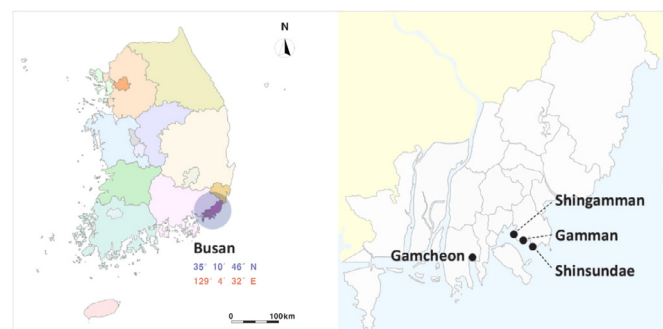 N
Busan
35° 10´ 46´ N
129° 4´ 32´ E
0 100km
Shingamman
Gamman
Gamcheon
Shinsundae